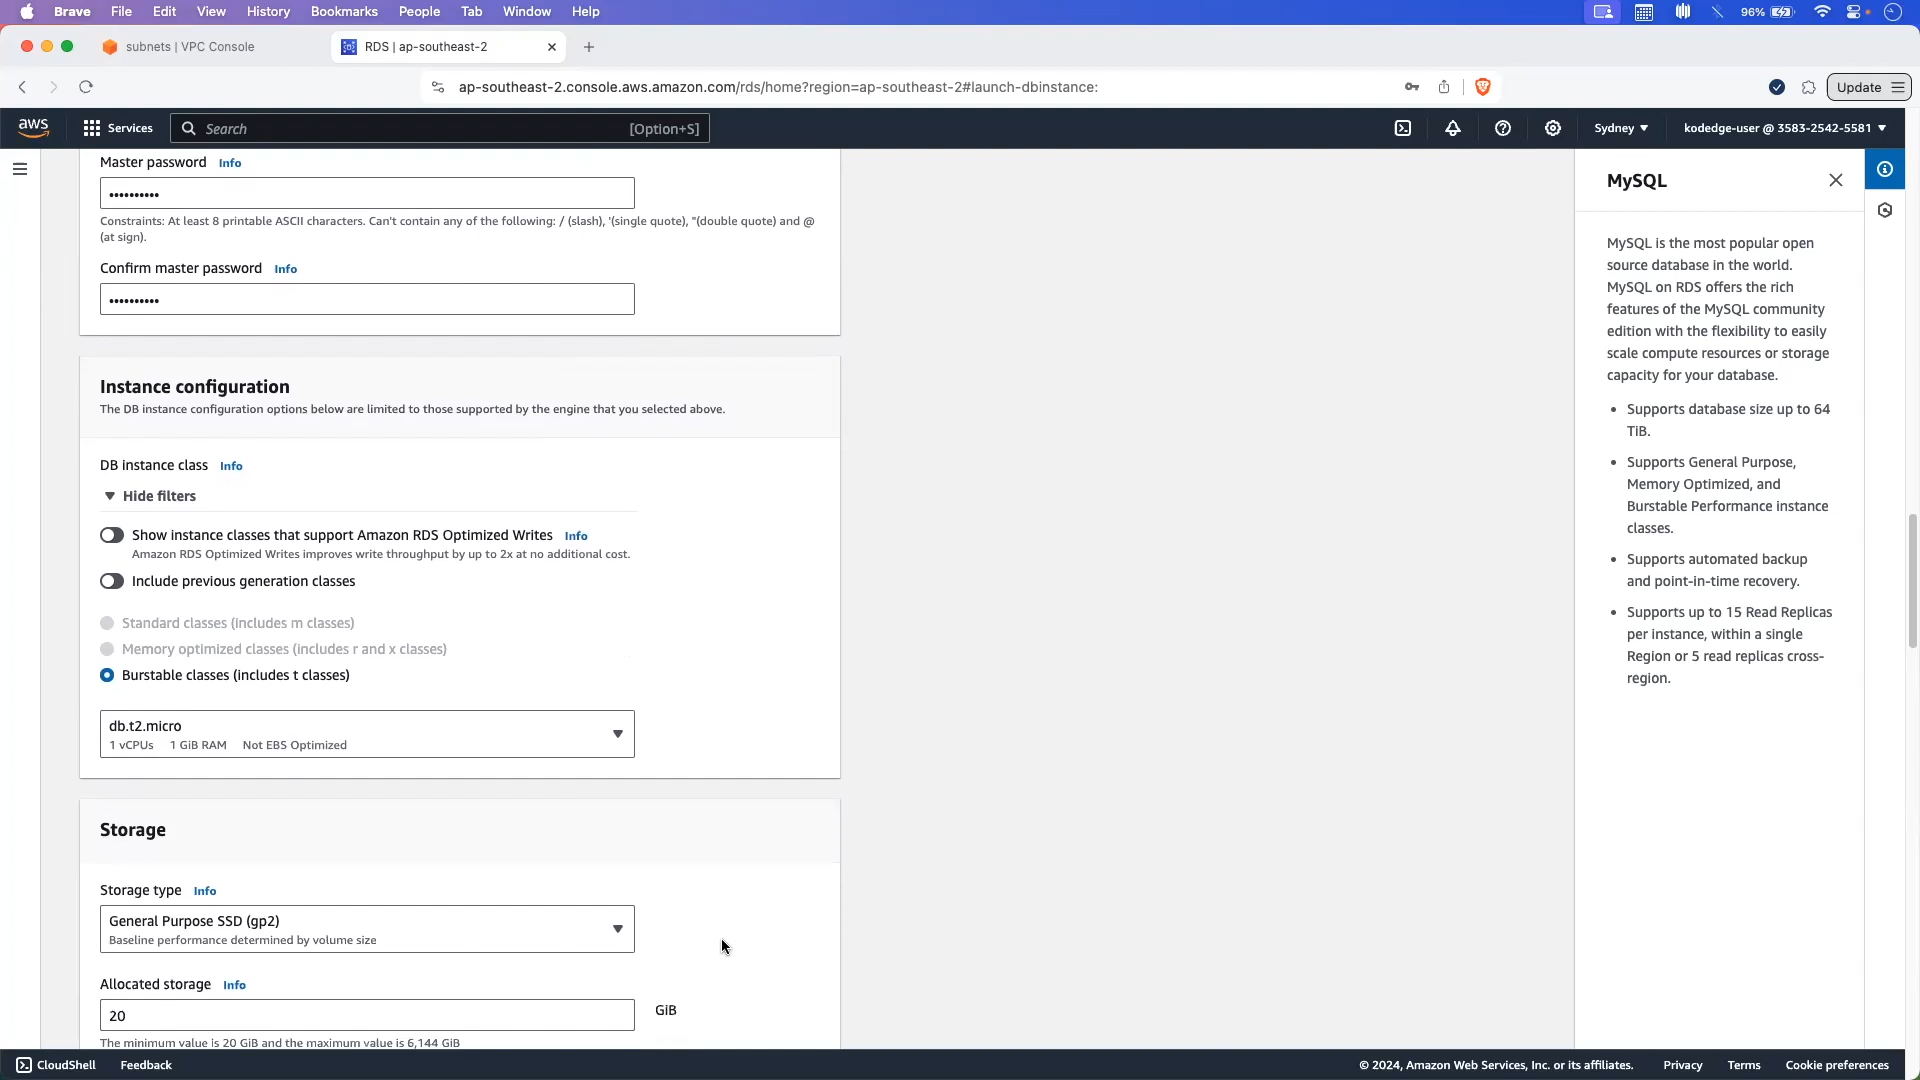 Brave File Edit View History Bookmarks People Tab Window Help 96%
subnets | VPC Console RDS | ap-southeast-2
ap-southeast-2.console.aws.amazon.com/rds/home?region=ap-southeast-2#launch-dbinstance: Update
aws Services Search [Option+S] Sydney kodedge-user @ 3583-2542-5581
Master password Info
••••••••••
Constraints: At least 8 printable ASCII characters. Can't contain any of the following: / (slash), '(single quote), "(double quote) and @
(at sign).
Confirm master password Info
••••••••••
Instance configuration
The DB instance configuration options below are limited to those supported by the engine that you selected above.
DB instance class Info
Hide filters
Show instance classes that support Amazon RDS Optimized Writes Info
Amazon RDS Optimized Writes improves write throughput by up to 2x at no additional cost.
Include previous generation classes
Standard classes (includes m classes)
Memory optimized classes (includes r and x classes)
Burstable classes (includes t classes)
db.t2.micro
1 vCPUs 1 GiB RAM Not EBS Optimized
Storage
Storage type Info
General Purpose SSD (gp2)
Baseline performance determined by volume size
Allocated storage Info
20
GiB
The minimum value is 20 GiB and the maximum value is 6,144 GiB
MySQL
MySQL is the most popular open
source database in the world.
MySQL on RDS offers the rich
features of the MySQL community
edition with the flexibility to easily
scale compute resources or storage
capacity for your database.
• Supports database size up to 64
TiB.
• Supports General Purpose,
Memory Optimized, and
Burstable Performance instance
classes.
• Supports automated backup
and point-in-time recovery.
• Supports up to 15 Read Replicas
per instance, within a single
Region or 5 read replicas cross-
region.
CloudShell Feedback © 2024, Amazon Web Services, Inc. or its affiliates. Privacy Terms Cookie preferences